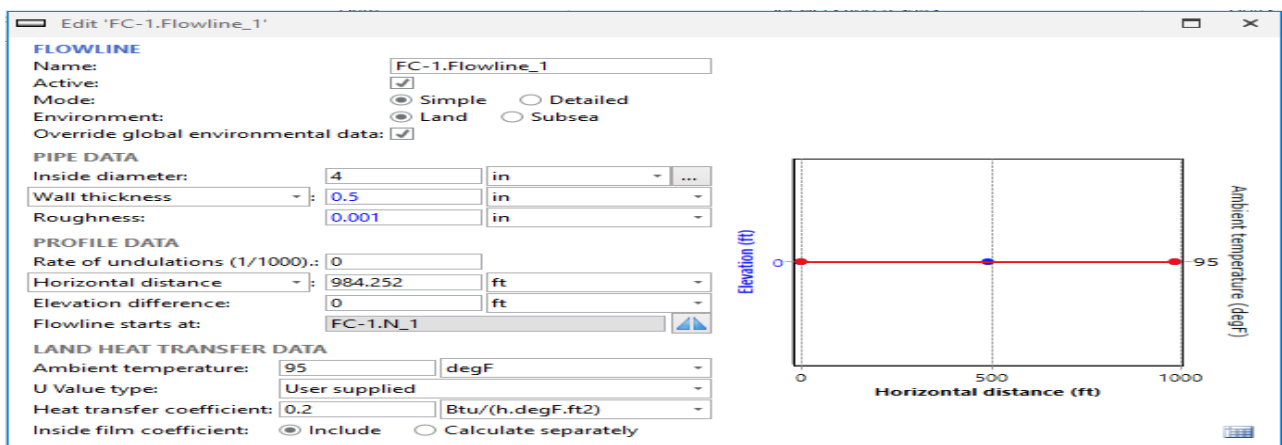 Edit 'FC-1.Flowline_1'
FLOWLINE
Name: FC-1.Flowline_1
Active:
Mode: Simple Detailed
Environment: Land Subsea
Override global environmental data:
PIPE DATA
Inside diameter: 4 in ...
Wall thickness : 0.5 in
Roughness: 0.001 in
PROFILE DATA
Rate of undulations (1/1000).: 0
Horizontal distance : 984.252 ft
Elevation difference: 0 ft
Flowline starts at: FC-1.N_1
LAND HEAT TRANSFER DATA
Ambient temperature: 95 degF
U Value type: User supplied
Heat transfer coefficient: 0.2 Btu/(h.degF.ft2)
Inside film coefficient: Include Calculate separately
Elevation (ft)
0
95
Ambient temperature (degF)
0 500 1000
Horizontal distance (ft)